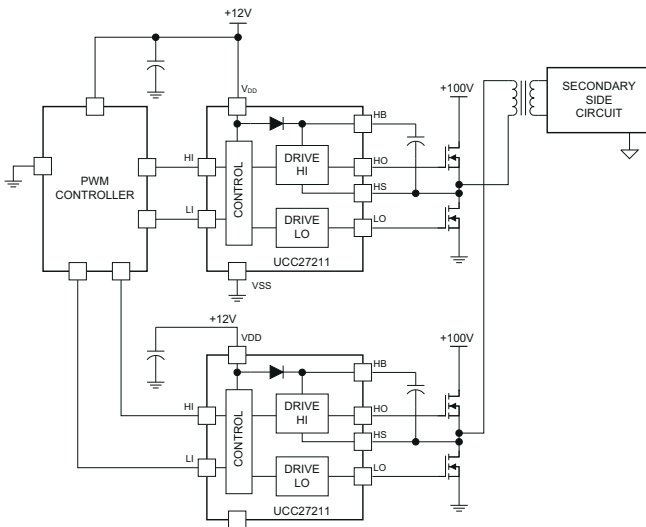 +12V
VDD
+100V
SECONDARY
SIDE
CIRCUIT
HB
HI
DRIVE
HI
HO
PWM
CONTROLLER
CONTROL
HS
LI
DRIVE
LO
LO
UCC27211
VSS
+12V
VDD
+100V
HB
HI
DRIVE
HI
HO
CONTROL
HS
LI
DRIVE
LO
LO
UCC27211